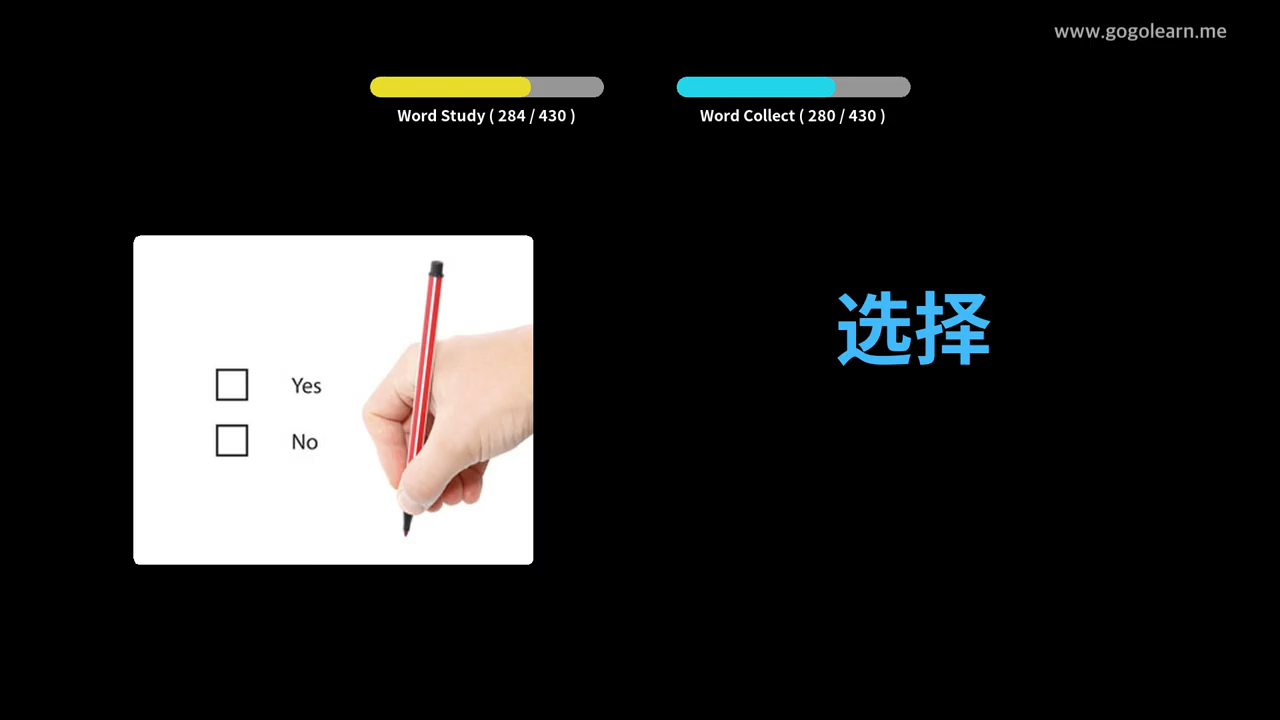 www.gogolearn.me
Word Study ( 284 / 430 )
Word Collect ( 280 / 430 )
选择
Yes
No